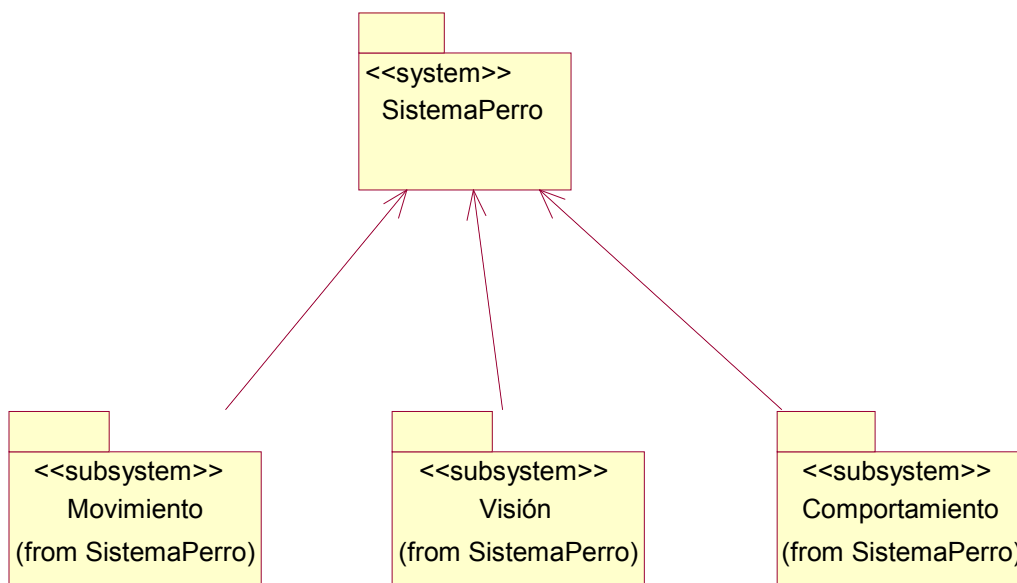 <<system>>
SistemaPerro
<<subsystem>>
Movimiento
(from SistemaPerro)
<<subsystem>>
Visión
(from SistemaPerro)
<<subsystem>>
Comportamiento
(from SistemaPerro)